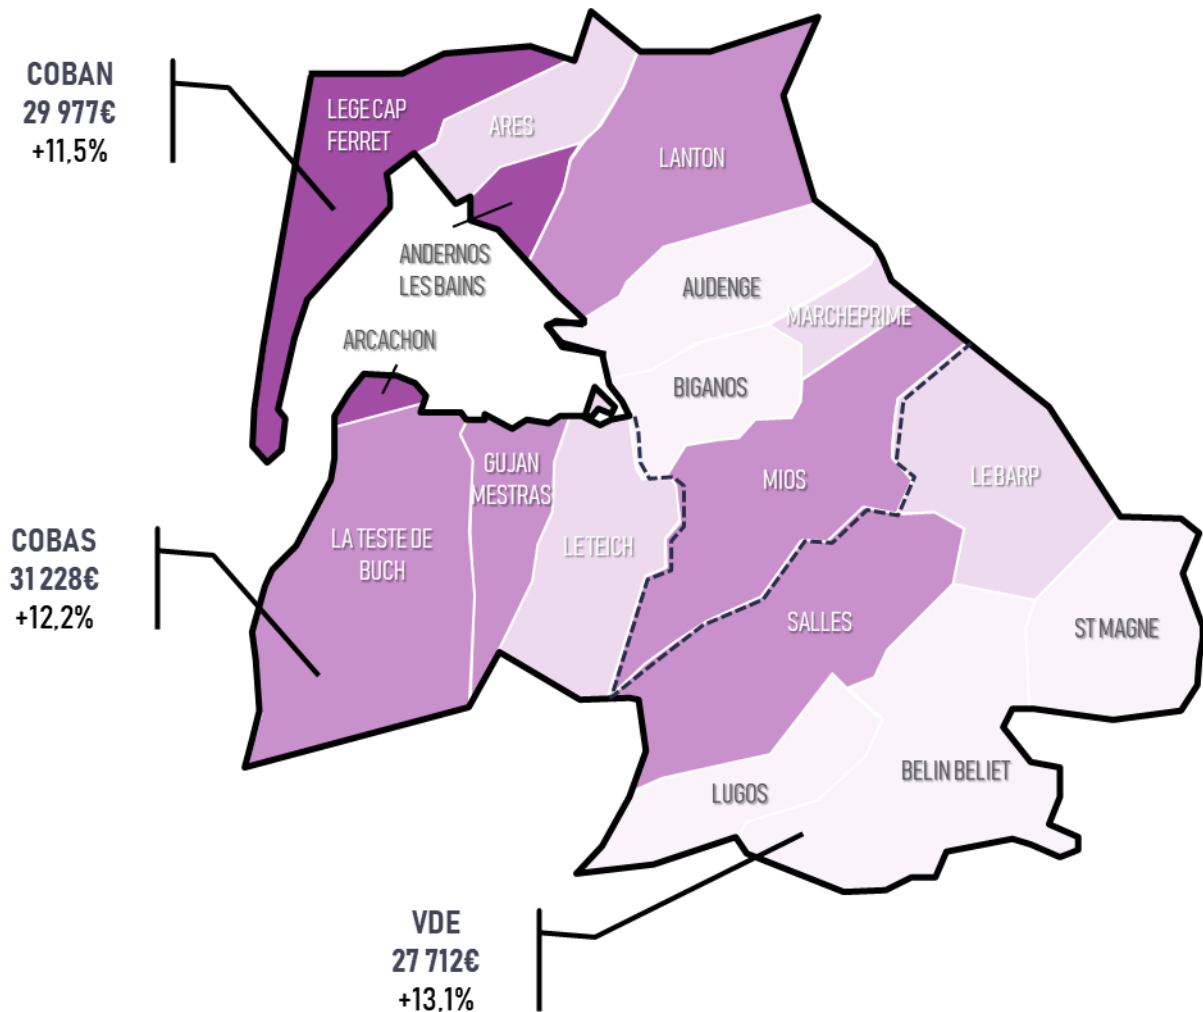 COBAN
29 977€
+11,5%
LEGE CAP
FERRET
ARES
LANTON
ANDERNOS
LES BAINS
AUDENGE
MARCHEPRIME
ARCACHON
BIGANOS
GUJAN
MESTRAS
MIOS
LE BARP
COBAS
31 228€
+12,2%
LA TESTE DE
BUCH
LE TEICH
SALLES
ST MAGNE
LUGOS
BELIN BELIET
VDE
27 712€
+13,1%